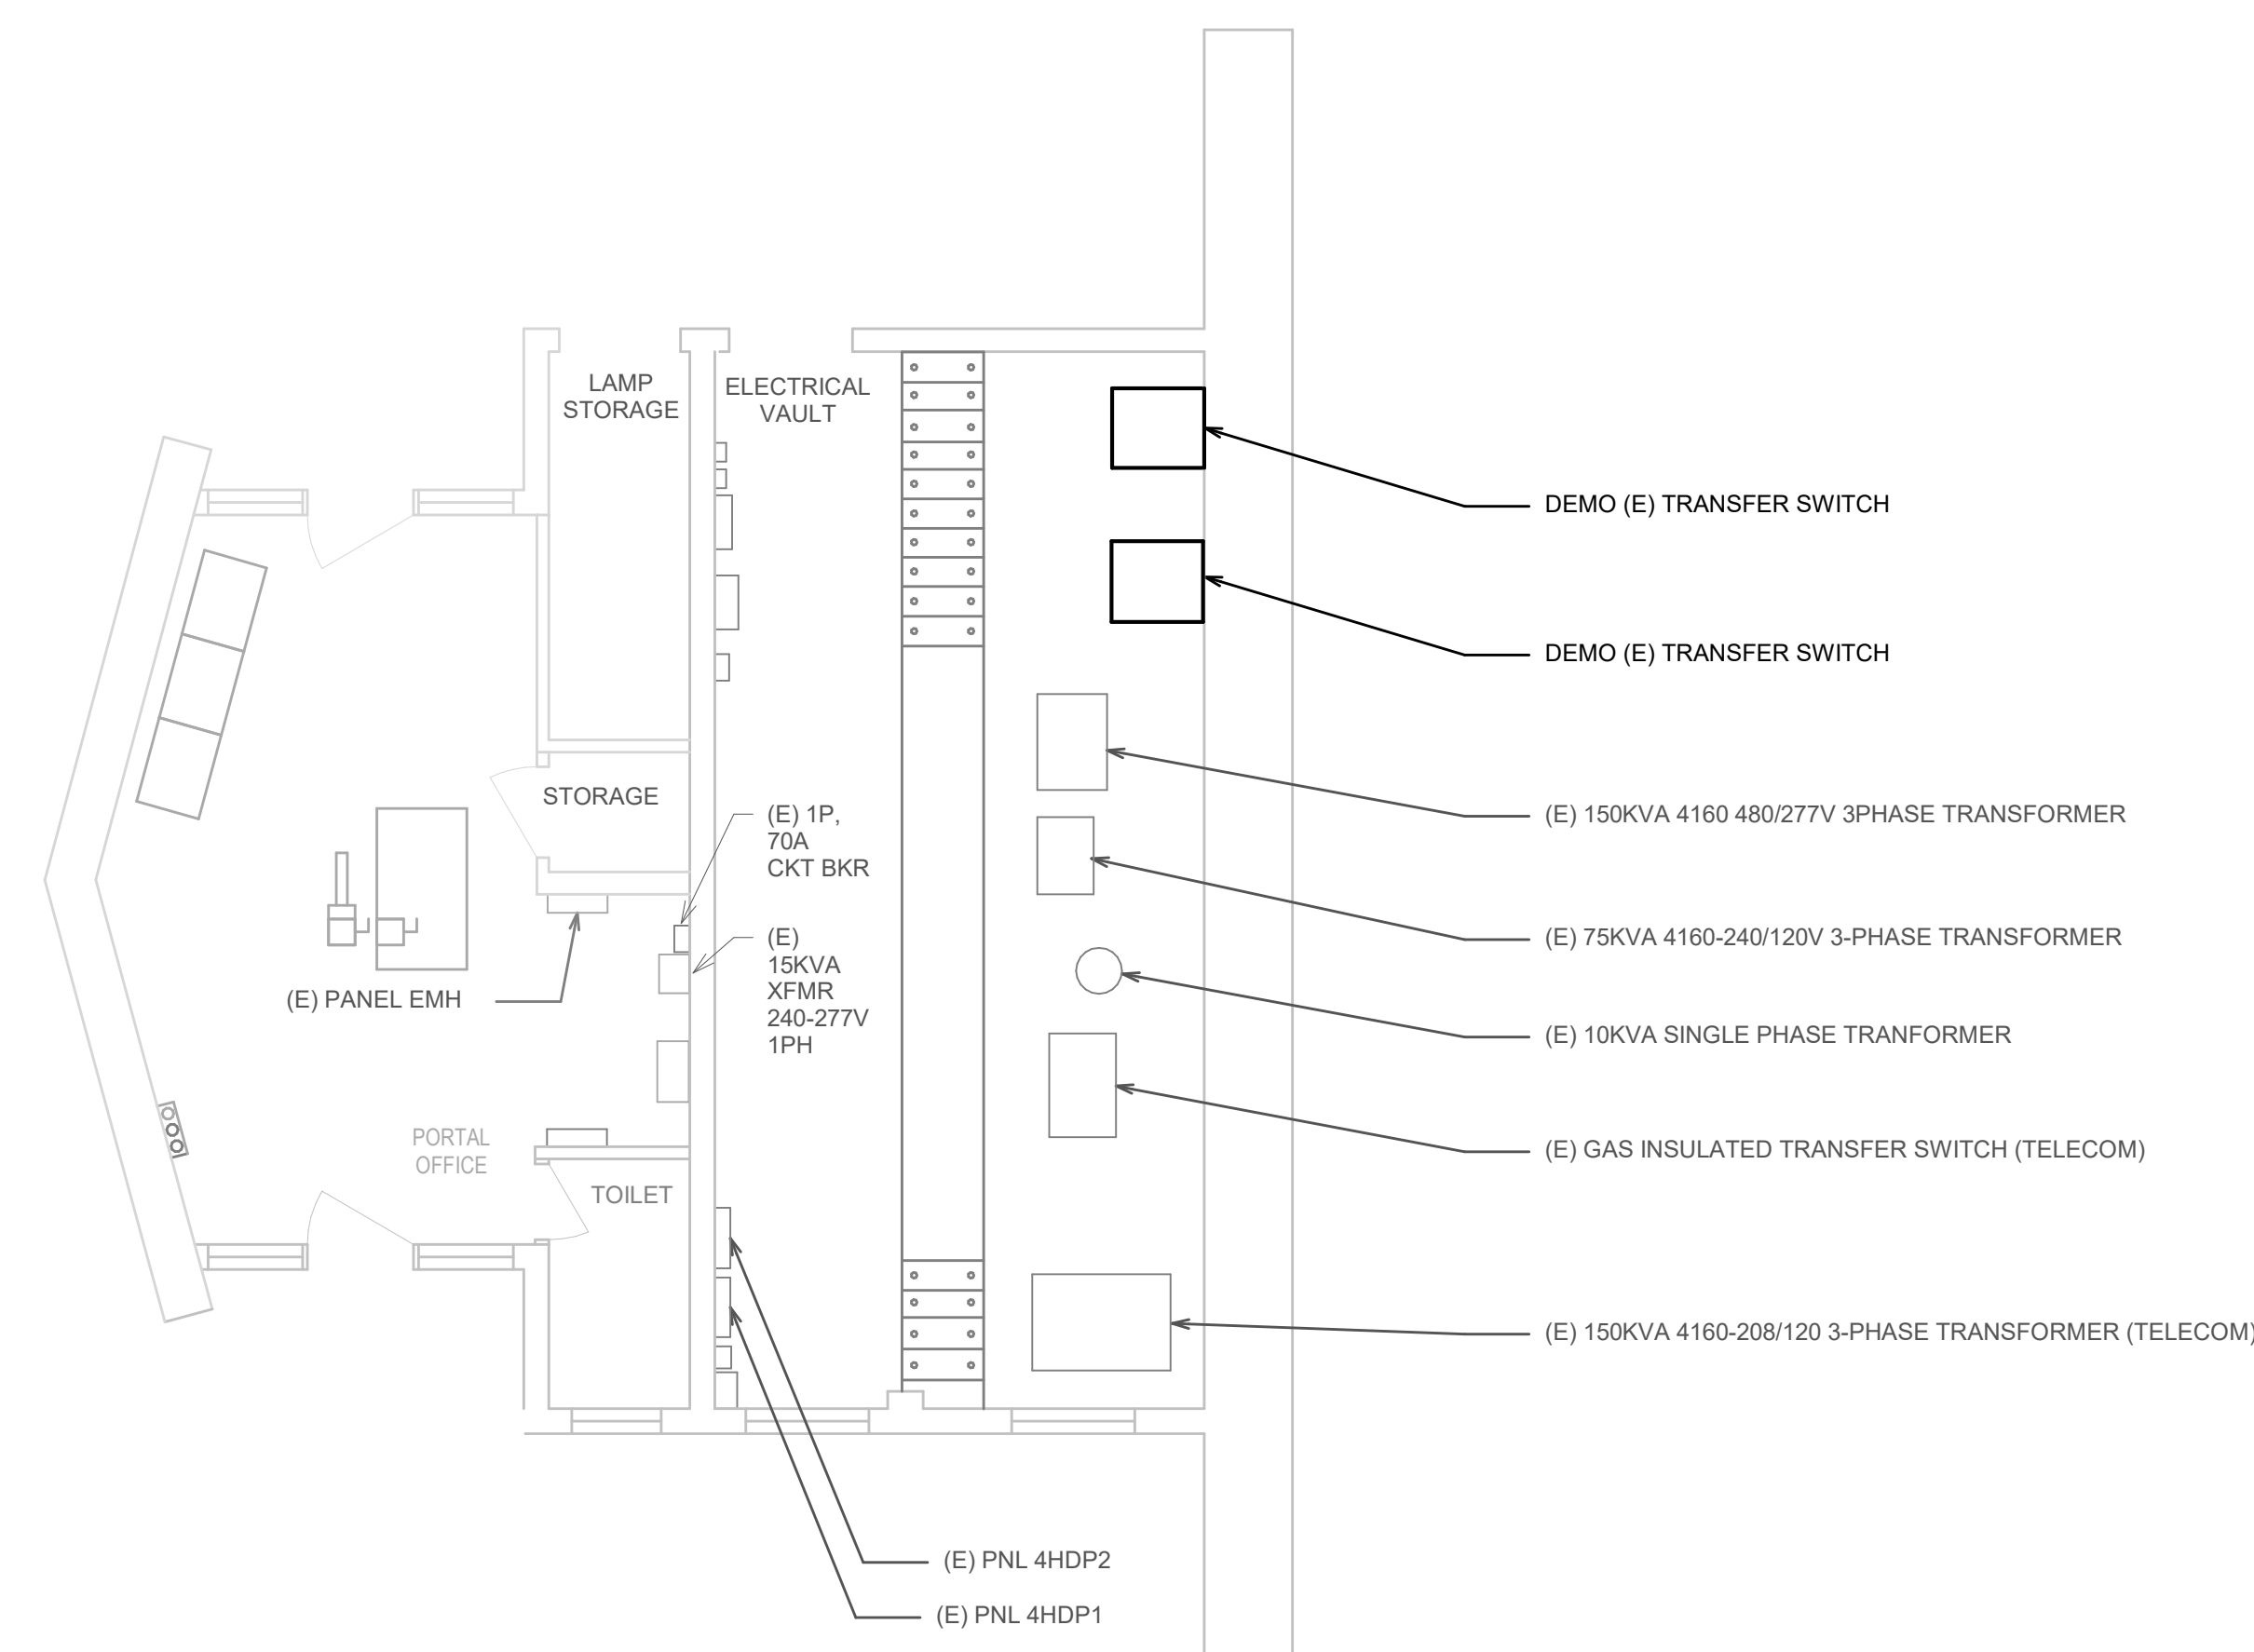 LAMP
STORAGE
ELECTRICAL
VAULT
DEMO (E) TRANSFER SWITCH
DEMO (E) TRANSFER SWITCH
STORAGE
(E) 1P,
70A
CKT BKR
(E) 150KVA 4160 480/277V 3PHASE TRANSFORMER
(E)
15KVA
XFMR
240-277V
1PH
(E) 75KVA 4160-240/120V 3-PHASE TRANSFORMER
(E) PANEL EMH
(E) 10KVA SINGLE PHASE TRANFORMER
PORTAL
OFFICE
(E) GAS INSULATED TRANSFER SWITCH (TELECOM)
TOILET
(E) 150KVA 4160-208/120 3-PHASE TRANSFORMER (TELECOM)
(E) PNL 4HDP2
(E) PNL 4HDP1